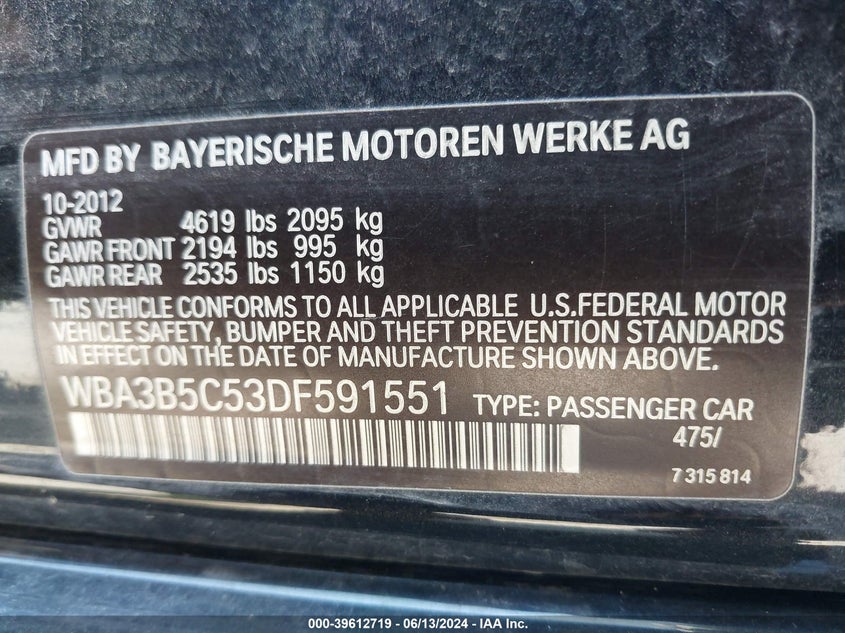 MFD BY BAYERISCHE MOTOREN WERKE AG
10-2012
GVWR 4619 lbs 2095 kg
GAWR FRONT 2194 lbs 995 kg
GAWR REAR 2535 lbs 1150 kg
THIS VEHICLE CONFORMS TO ALL APPLICABLE U.S.FEDERAL MOTOR
VEHICLE SAFETY, BUMPER AND THEFT PREVENTION STANDARDS
IN EFFECT ON THE DATE OF MANUFACTURE SHOWN ABOVE.
WBA3B5C53DF591551 TYPE: PASSENGER CAR
475/
7 315 814
000-39612719 - 06/13/2024 - IAA Inc.